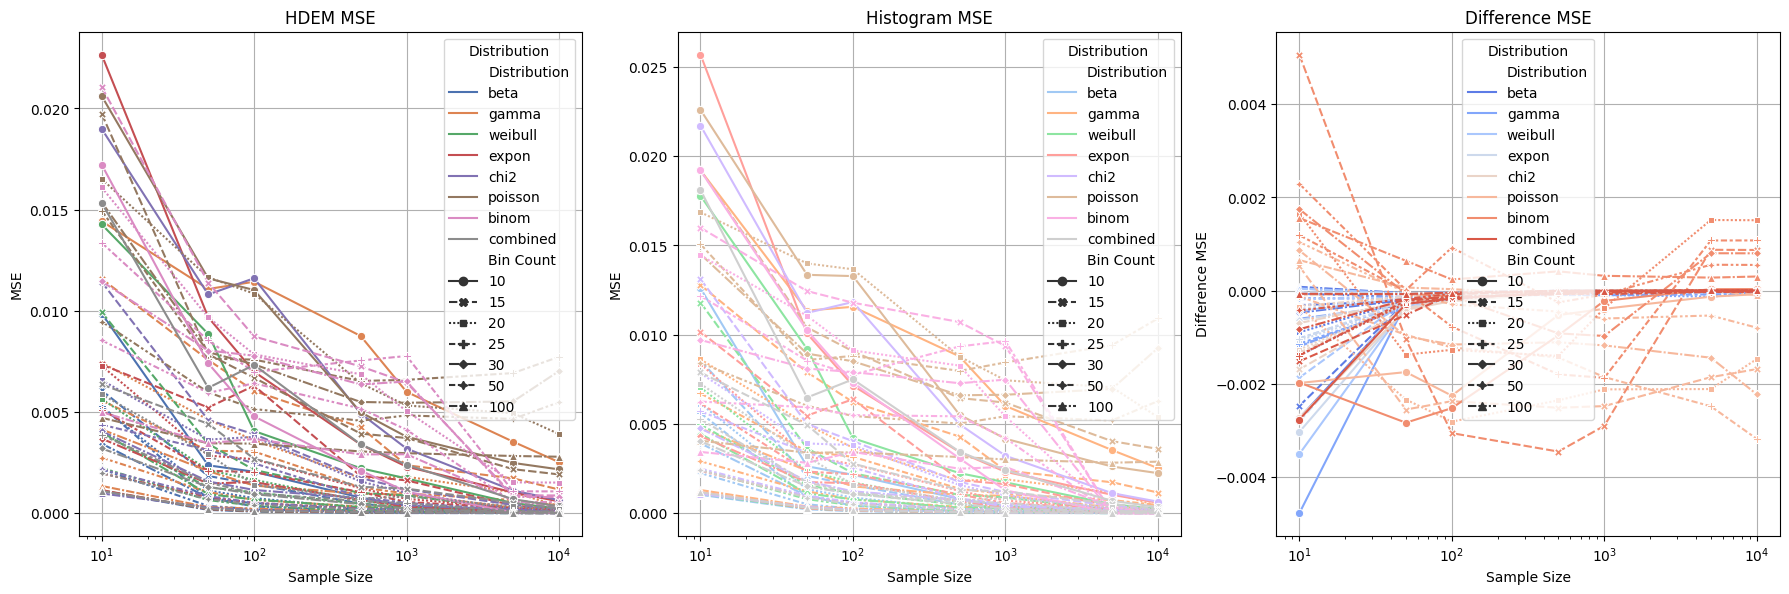 HDEM MSE
MSE
0.020
0.015
0.010
0.005
0.000
10¹
10²
10³
10⁴
Sample Size
Distribution
Distribution
beta
gamma
weibull
expon
chi2
poisson
binom
combined
Bin Count
10
15
20
25
30
50
100
Histogram MSE
MSE
0.025
0.020
0.015
0.010
0.005
0.000
10¹
10²
10³
10⁴
Sample Size
Distribution
Distribution
beta
gamma
weibull
expon
chi2
poisson
binom
combined
Bin Count
10
15
20
25
30
50
100
Difference MSE
Difference MSE
0.004
0.002
0.000
−0.002
−0.004
10¹
10²
10³
10⁴
Sample Size
Distribution
Distribution
beta
gamma
weibull
expon
chi2
poisson
binom
combined
Bin Count
10
15
20
25
30
50
100